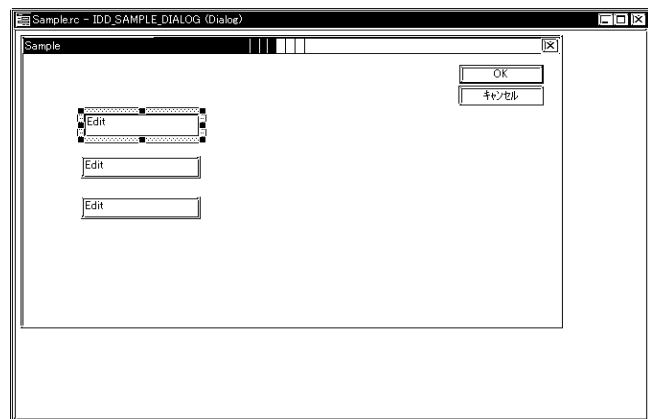 Sample.rc - IDD_SAMPLE_DIALOG (Dialog)
Sample
OK
キャンセル
Edit
Edit
Edit